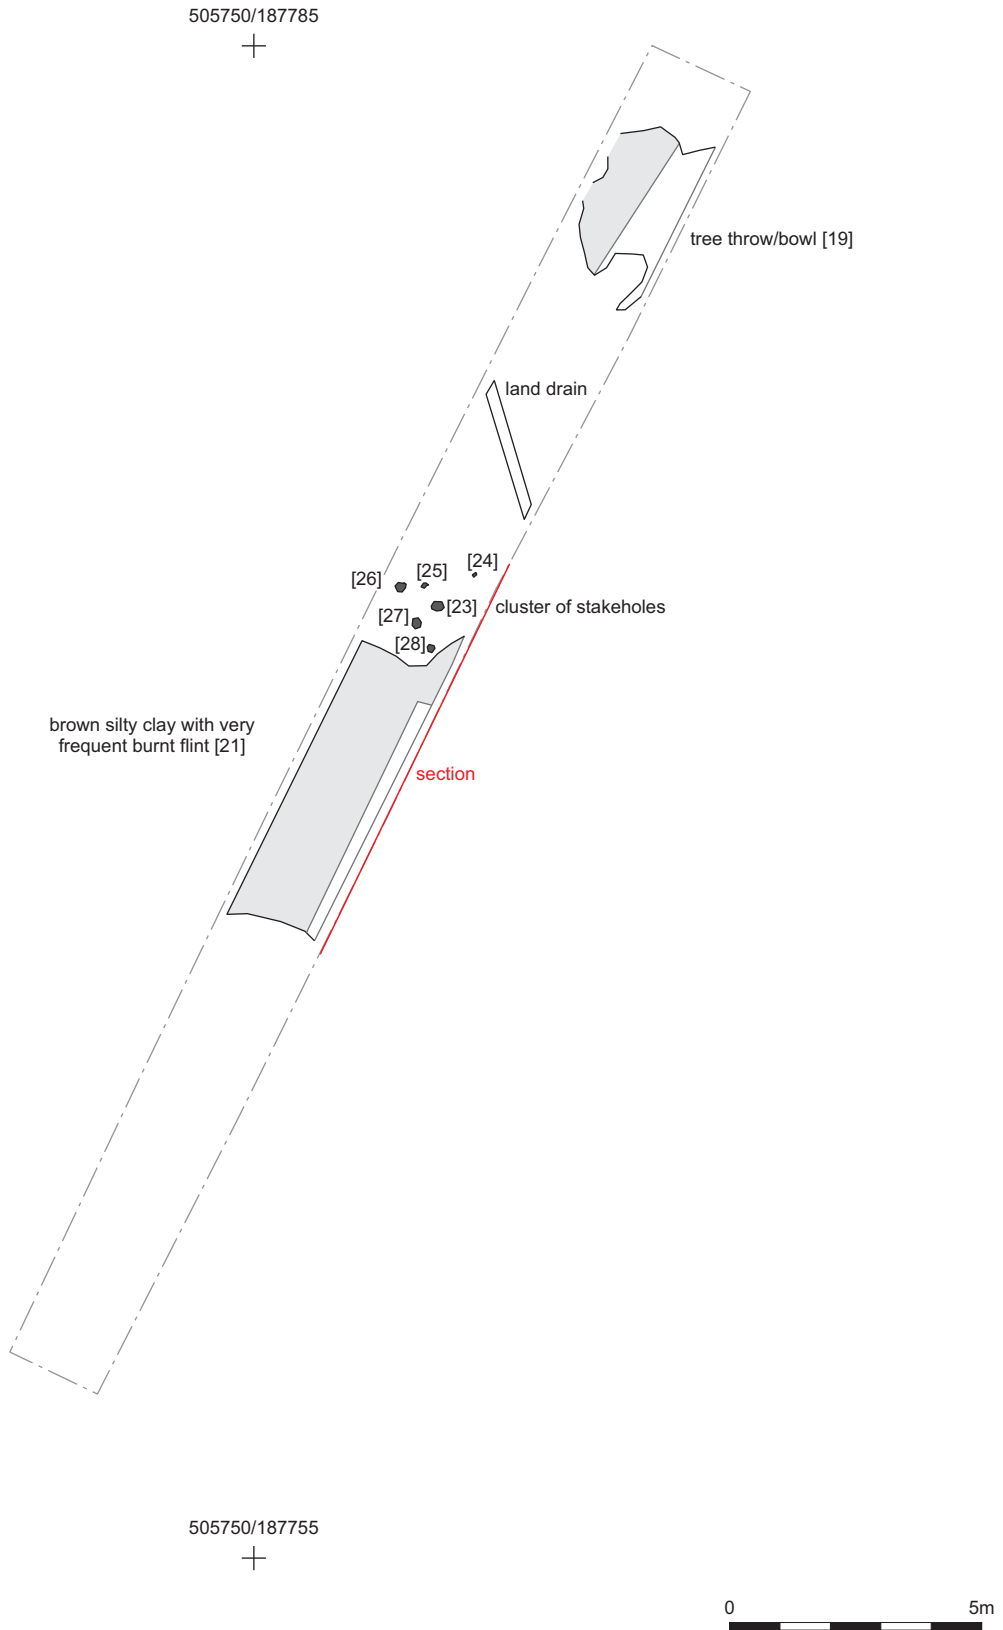 505750/187785
tree throw/bowl [19]
land drain
[24]
[25]
[26]
[23]
cluster of stakeholes
[27]
[28]
brown silty clay with very
frequent burnt flint [21]
section
505750/187755
0
5m